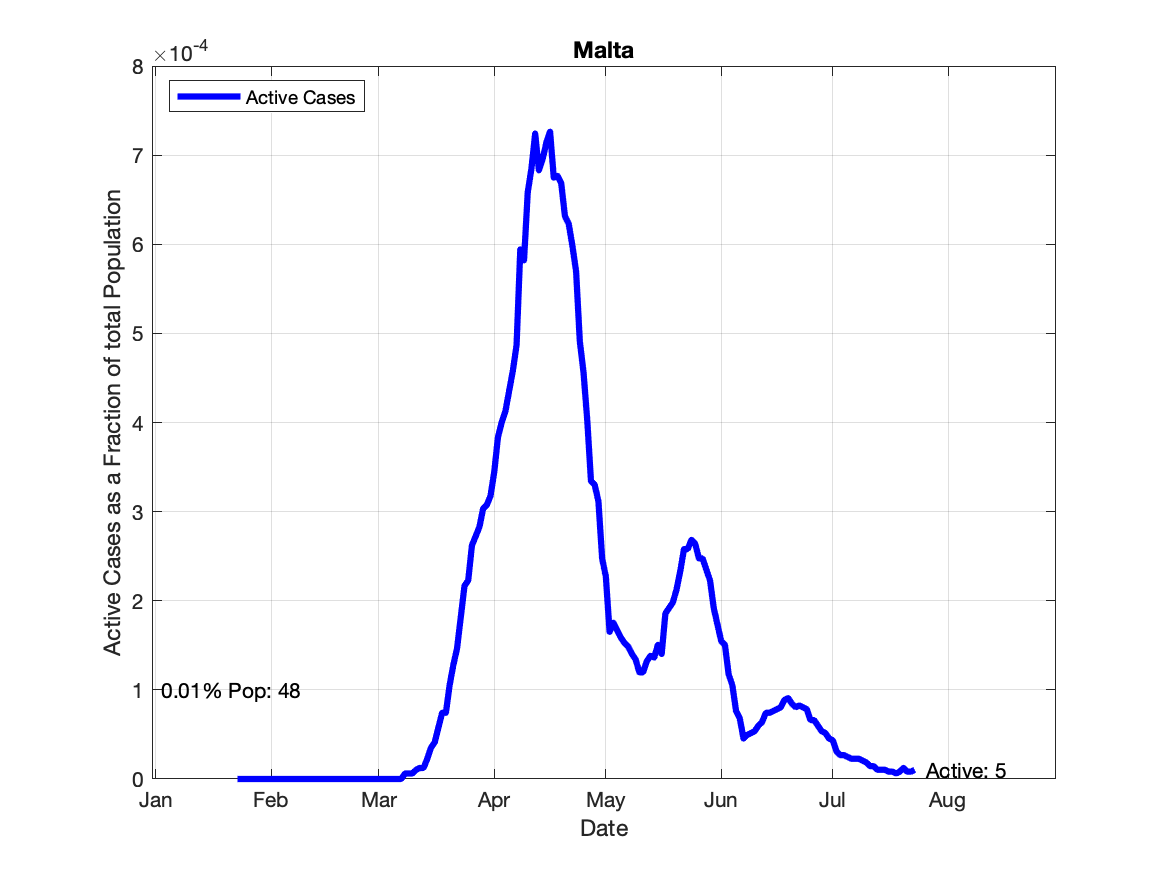 Malta
×10⁻⁴
Active Cases
8
7
6
5
4
3
2
1
0
Active Cases as a Fraction of total Population
0.01% Pop: 48
Active: 5
Jan Feb Mar Apr May Jun Jul Aug
Date